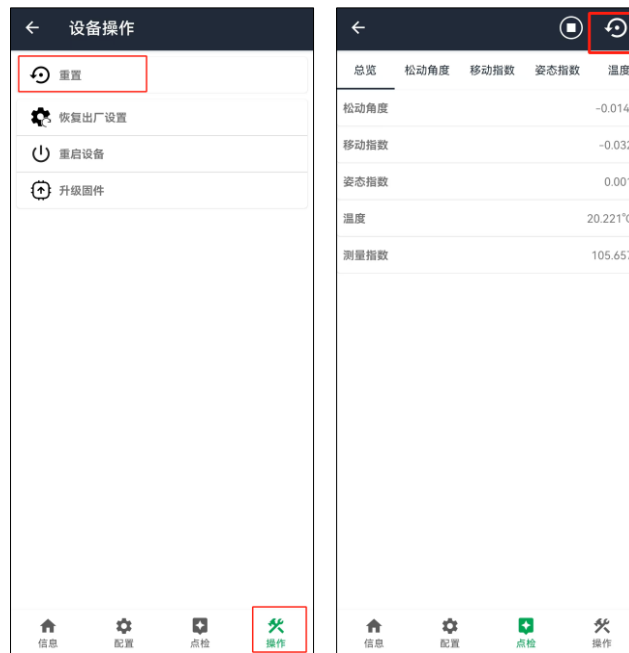 设备操作
重置
恢复出厂设置
重启设备
升级固件
信息 配置 点检 操作
总览 松动角度 移动指数 姿态指数 温度
松动角度 -0.014
移动指数 -0.032
姿态指数 0.001
温度 20.221°C
测量指数 105.657
信息 配置 点检 操作